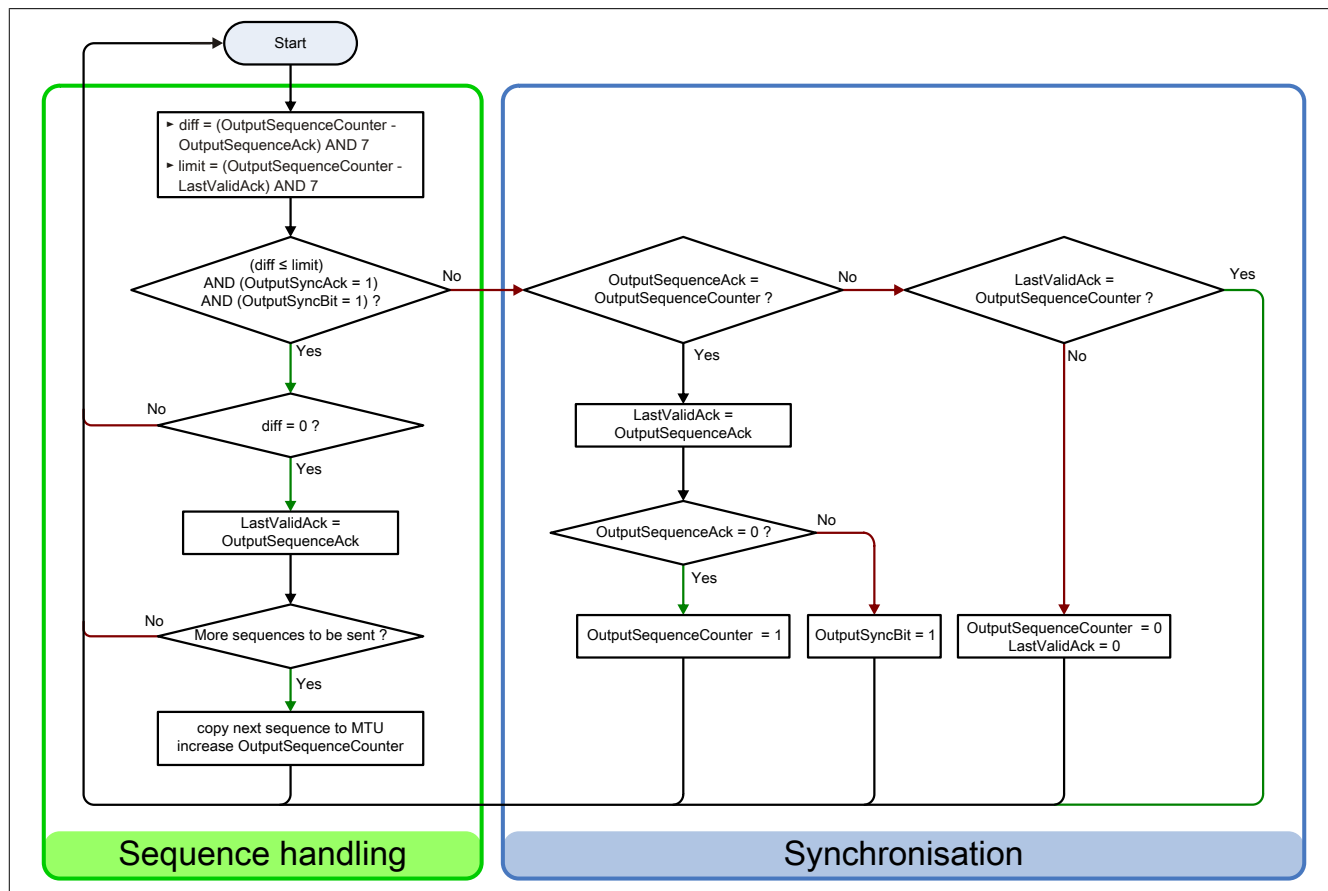 Start
► diff = (OutputSequenceCounter -
OutputSequenceAck) AND 7
► limit = (OutputSequenceCounter -
LastValidAck) AND 7
(diff ≤ limit)
AND (OutputSyncAck = 1)
AND (OutputSyncBit = 1) ?
No
Yes
diff = 0 ?
No
Yes
LastValidAck =
OutputSequenceAck
More sequences to be sent ?
No
Yes
copy next sequence to MTU
increase OutputSequenceCounter
Sequence handling
OutputSequenceAck =
OutputSequenceCounter ?
No
Yes
LastValidAck =
OutputSequenceAck
OutputSequenceAck = 0 ?
No
Yes
OutputSequenceCounter = 1
OutputSyncBit = 1
LastValidAck =
OutputSequenceCounter ?
Yes
No
OutputSequenceCounter = 0
LastValidAck = 0
Synchronisation